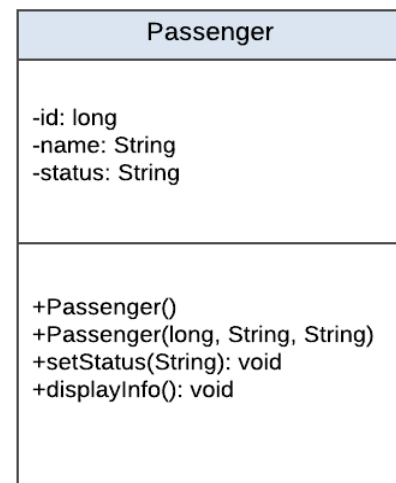 Passenger
-id: long
-name: String
-status: String
+Passenger()
+Passenger(long, String, String)
+setStatus(String): void
+displayInfo(): void